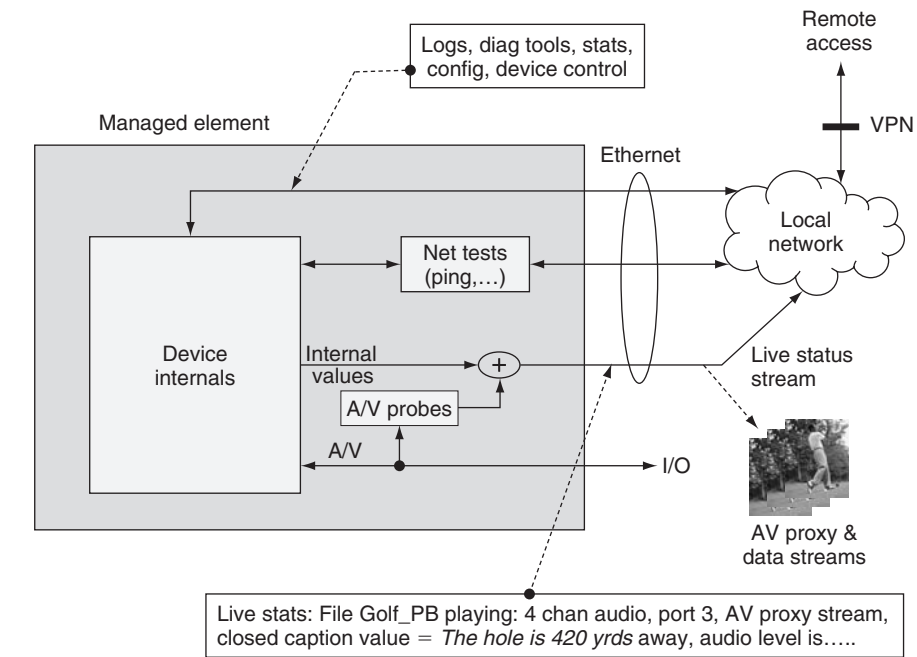 Remote
access
Logs, diag tools, stats,
config, device control
VPN
Managed element
Ethernet
Local
network
Net tests
(ping,…)
Device
internals
Internal
values
+
Live status
stream
A/V probes
A/V
I/O
AV proxy &
data streams
Live stats: File Golf_PB playing: 4 chan audio, port 3, AV proxy stream,
closed caption value = The hole is 420 yrds away, audio level is…..